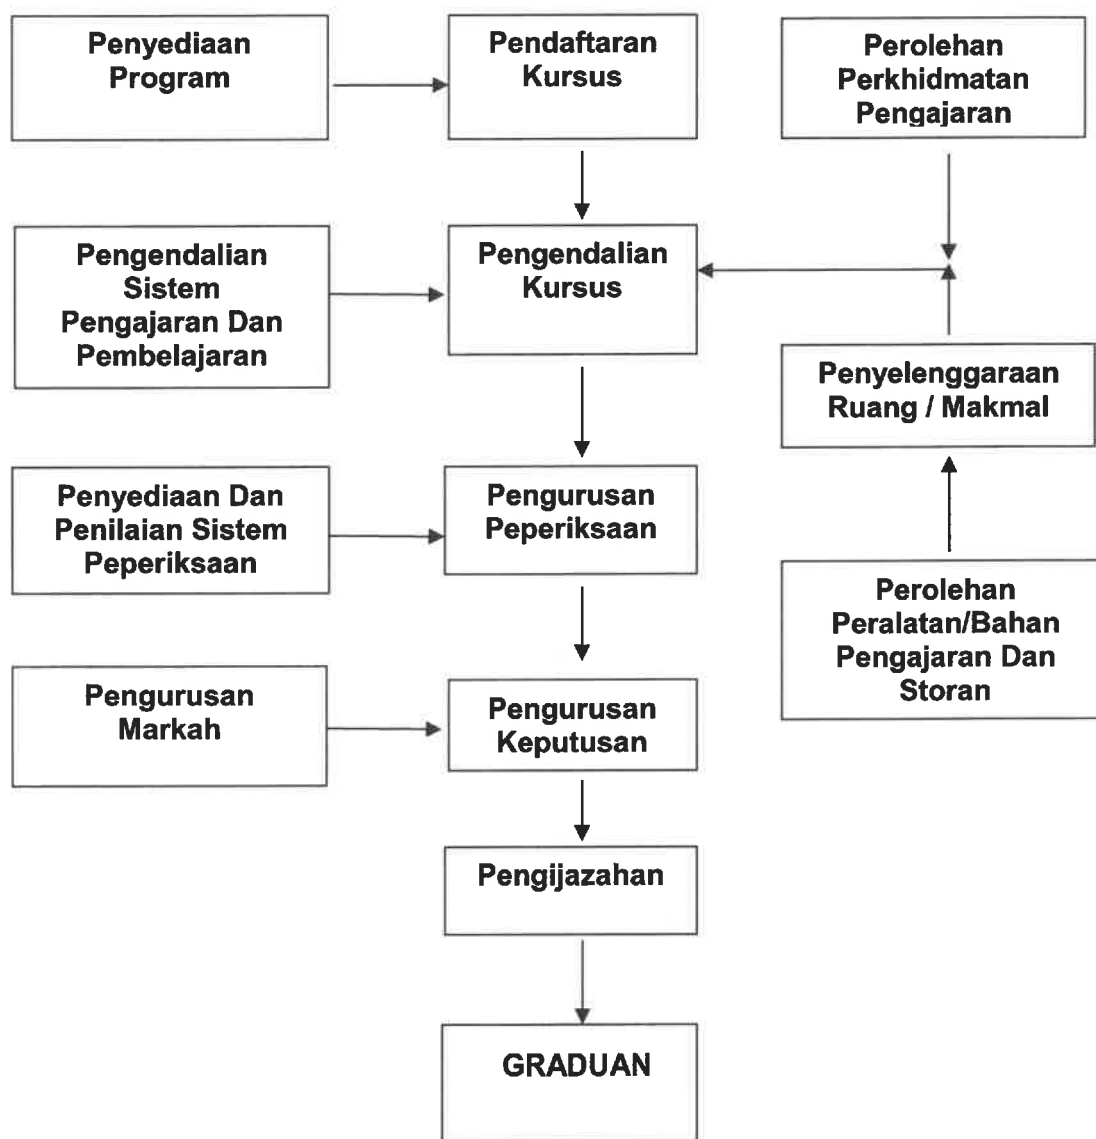 Penyediaan
Program
Pendaftaran
Kursus
Perolehan
Perkhidmatan
Pengajaran
Pengendalian
Sistem
Pengajaran Dan
Pembelajaran
Pengendalian
Kursus
Penyelenggaraan
Ruang / Makmal
Penyediaan Dan
Penilaian Sistem
Peperiksaan
Pengurusan
Peperiksaan
Perolehan
Peralatan/Bahan
Pengajaran Dan
Storan
Pengurusan
Markah
Pengurusan
Keputusan
Pengijazahan
GRADUAN